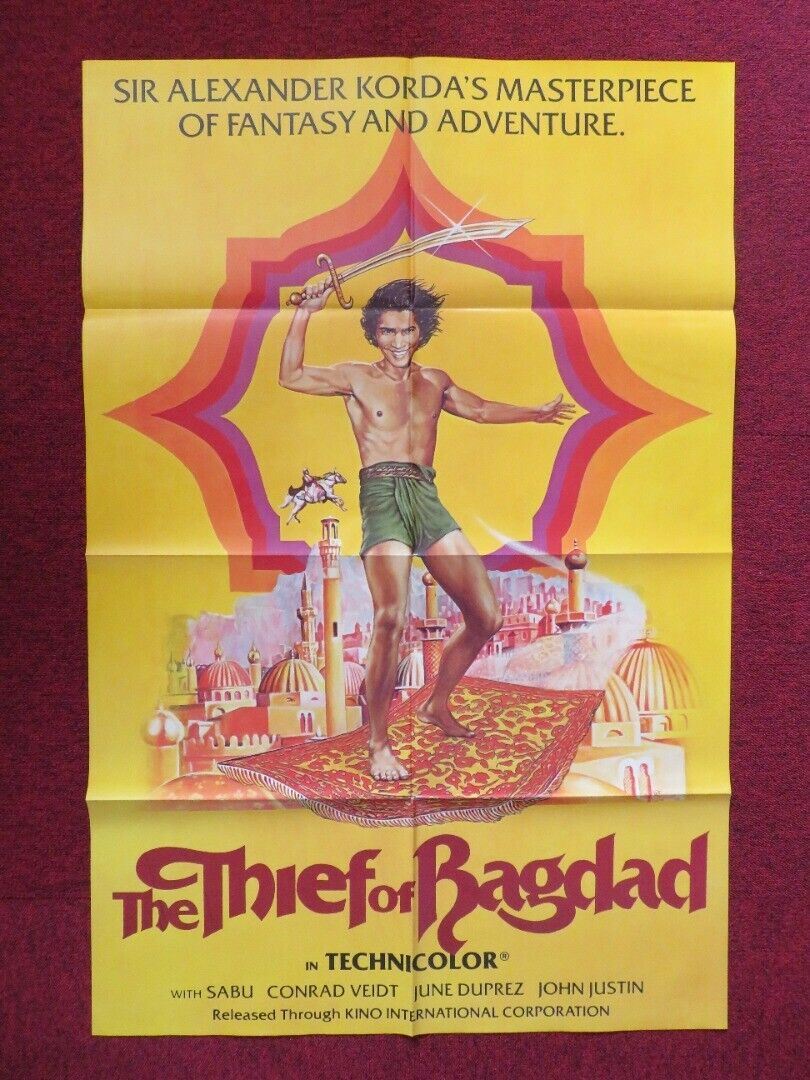 SIR ALEXANDER KORDA'S MASTERPIECE
OF FANTASY AND ADVENTURE.
The Thief of Bagdad
IN TECHNICOLOR®
WITH SABU CONRAD VEIDT JUNE DUPREZ JOHN JUSTIN
Released Through KINO INTERNATIONAL CORPORATION